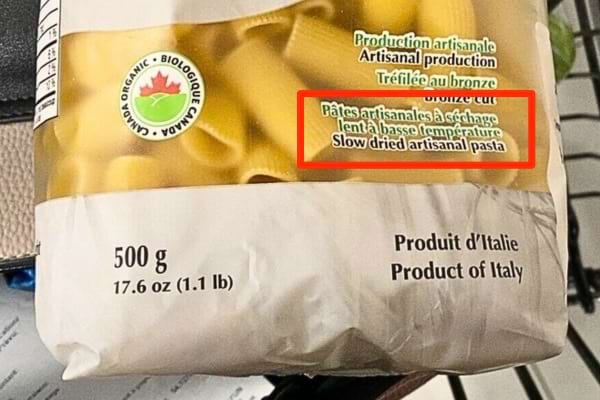 Production artisanale
Artisanal production
Tréfilée au bronze
Bronze cut
Pâtes artisanales à séchage
lent à basse température
Slow dried artisanal pasta
CANADA ORGANIC • BIOLOGIQUE CANADA •
500 g
17.6 oz (1.1 lb)
Produit d'Italie
Product of Italy